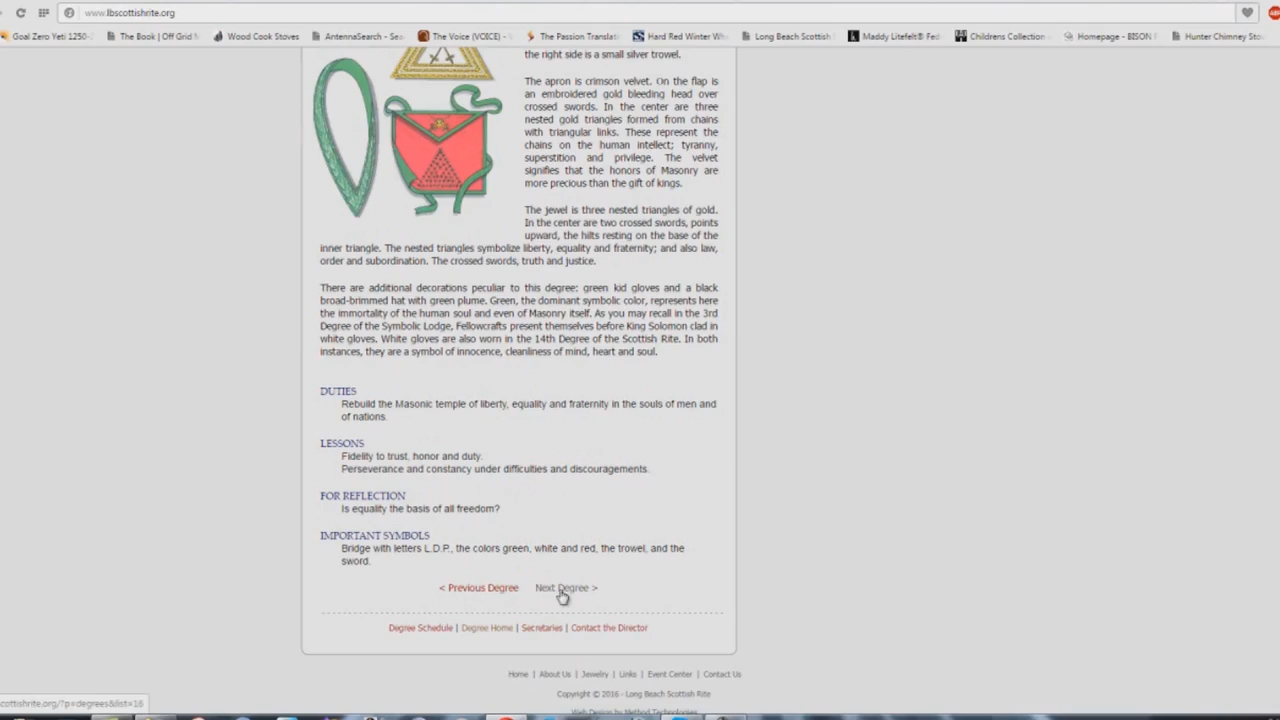 www.lbscottishrite.org
Goal Zero Yeti 1250- The Book | Off Grid Wood Cook Stoves AntennaSearch - Sea The Voice (VOICE) - The Passion Translati Hard Red Winter Wh Long Beach Scottish Maddy Litefelt® Fed Childrens Collection Homepage - BISON Hunter Chimney Sto
the right side is a small silver trowel.
The apron is crimson velvet. On the flap is
an embroidered gold bleeding head over
crossed swords. In the center are three
nested gold triangles formed from chains
with triangular links. These represent the
chains on the human intellect; tyranny,
superstition and privilege. The velvet
signifies that the honors of Masonry are
more precious than the gift of kings.
The jewel is three nested triangles of gold.
In the center are two crossed swords, points
upward, the hilts resting on the base of the
inner triangle. The nested triangles symbolize liberty, equality and fraternity; and also law,
order and subordination. The crossed swords, truth and justice.
There are additional decorations peculiar to this degree: green kid gloves and a black
broad-brimmed hat with green plume. Green, the dominant symbolic color, represents here
the immortality of the human soul and even of Masonry itself. As you may recall in the 3rd
Degree of the Symbolic Lodge, Fellowcrafts present themselves before King Solomon clad in
white gloves. White gloves are also worn in the 14th Degree of the Scottish Rite. In both
instances, they are a symbol of innocence, cleanliness of mind, heart and soul.
DUTIES
Rebuild the Masonic temple of liberty, equality and fraternity in the souls of men and
of nations.
LESSONS
Fidelity to trust, honor and duty.
Perseverance and constancy under difficulties and discouragements.
FOR REFLECTION
Is equality the basis of all freedom?
IMPORTANT SYMBOLS
Bridge with letters L.D.P., the colors green, white and red, the trowel, and the
sword.
< Previous Degree Next Degree >
Degree Schedule | Degree Home | Secretaries | Contact the Director
Home | About Us | Jewelry | Links | Event Center | Contact Us
Copyright © 2016 - Long Beach Scottish Rite
Web Design by Method Technologies
cottishrite.org/?p=degrees&list=16